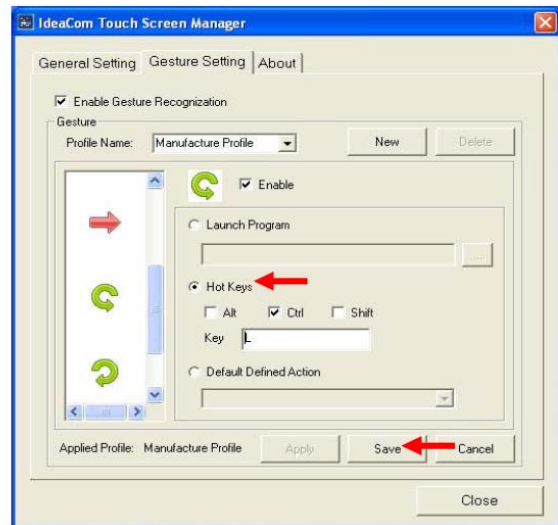 IdeaCom Touch Screen Manager
General Setting Gesture Setting About
Enable Gesture Recognization
Gesture
Profile Name: Manufacture Profile New Delete
Enable
Launch Program
...
Hot Keys
Alt Ctrl Shift
Key L
Default Defined Action
Applied Profile: Manufacture Profile Apply Save Cancel
Close